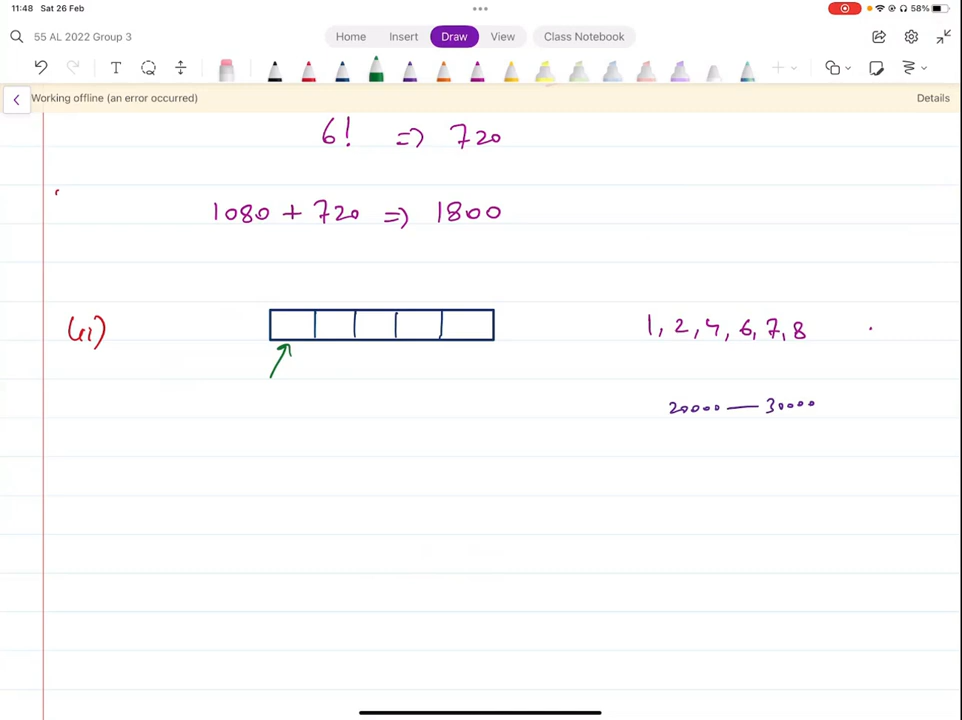 11:48 Sat 26 Feb
58%
55 AL 2022 Group 3
Home Insert Draw View Class Notebook
Working offline (an error occurred)
Details
6! => 720
1080 + 720 => 1800
(ii)
1, 2, 4, 6, 7, 8
20000 — 30000